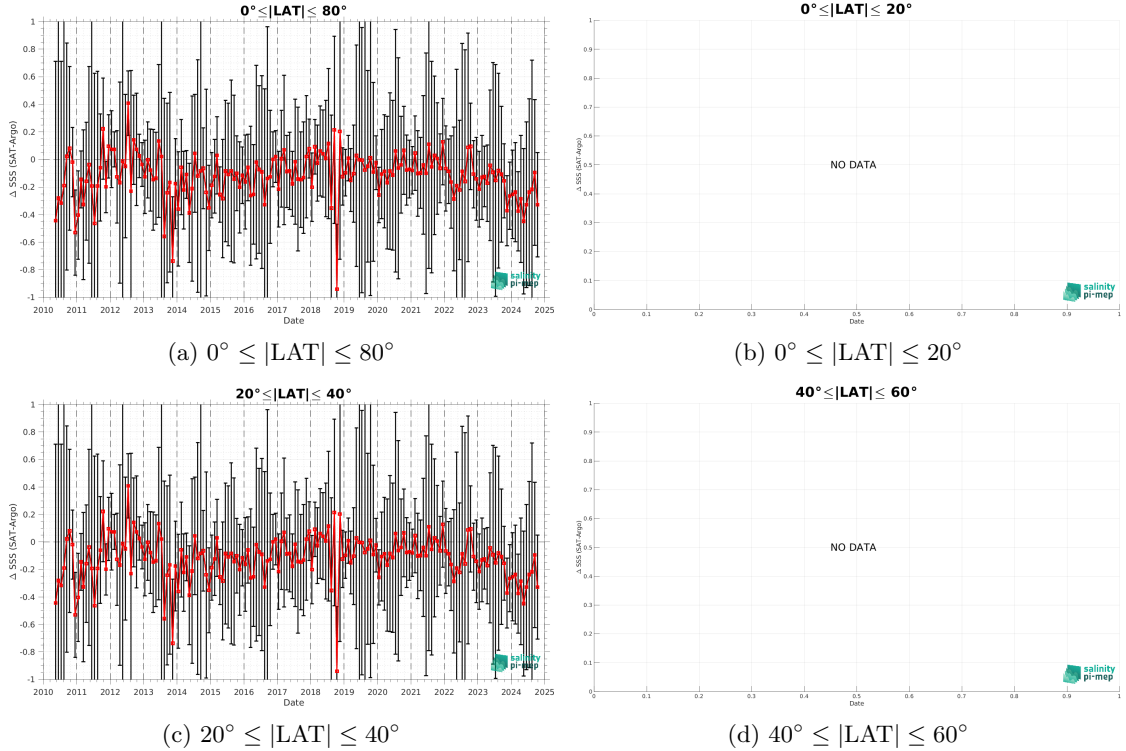 0°≤|LAT|≤ 80°
Δ SSS (SAT-Argo)
1
0.8
0.6
0.4
0.2
0
-0.2
-0.4
-0.6
-0.8
-1
2010 2011 2012 2013 2014 2015 2016 2017 2018 2019 2020 2021 2022 2023 2024 2025
Date
salinity
pi-mep
(a) 0° ≤ |LAT| ≤ 80°
0°≤|LAT|≤ 20°
Δ SSS (SAT-Argo)
1
0.9
0.8
0.7
0.6
0.5
0.4
0.3
0.2
0.1
0
NO DATA
0 0.1 0.2 0.3 0.4 0.5 0.6 0.7 0.8 0.9 1
Date
salinity
pi-mep
(b) 0° ≤ |LAT| ≤ 20°
20°≤|LAT|≤ 40°
Δ SSS (SAT-Argo)
1
0.8
0.6
0.4
0.2
0
-0.2
-0.4
-0.6
-0.8
-1
2010 2011 2012 2013 2014 2015 2016 2017 2018 2019 2020 2021 2022 2023 2024 2025
Date
salinity
pi-mep
(c) 20° ≤ |LAT| ≤ 40°
40°≤|LAT|≤ 60°
Δ SSS (SAT-Argo)
1
0.9
0.8
0.7
0.6
0.5
0.4
0.3
0.2
0.1
0
NO DATA
0 0.1 0.2 0.3 0.4 0.5 0.6 0.7 0.8 0.9 1
Date
salinity
pi-mep
(d) 40° ≤ |LAT| ≤ 60°